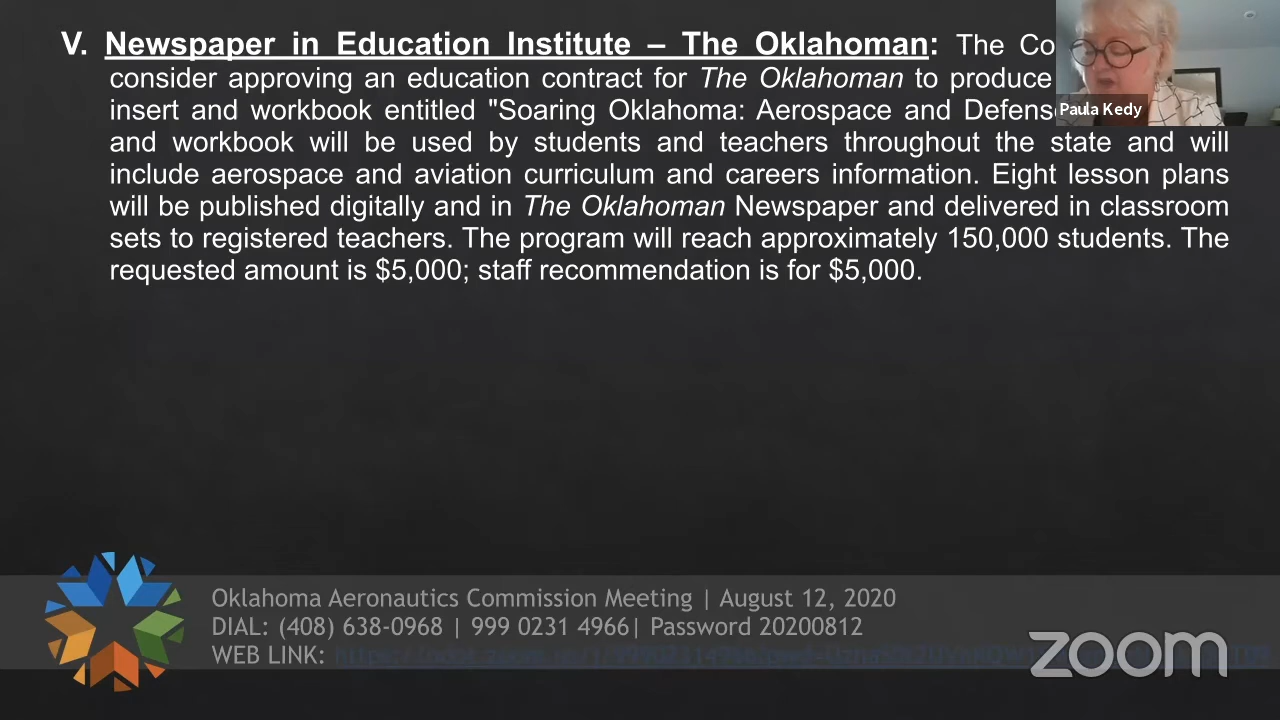 V. Newspaper in Education Institute – The Oklahoman: The Co
consider approving an education contract for The Oklahoman to produce
insert and workbook entitled "Soaring Oklahoma: Aerospace and Defens
and workbook will be used by students and teachers throughout the state and will
include aerospace and aviation curriculum and careers information. Eight lesson plans
will be published digitally and in The Oklahoman Newspaper and delivered in classroom
sets to registered teachers. The program will reach approximately 150,000 students. The
requested amount is $5,000; staff recommendation is for $5,000.
Paula Kedy
Oklahoma Aeronautics Commission Meeting | August 12, 2020
DIAL: (408) 638-0968 | 999 0231 4966| Password 20200812
WEB LINK:
zoom